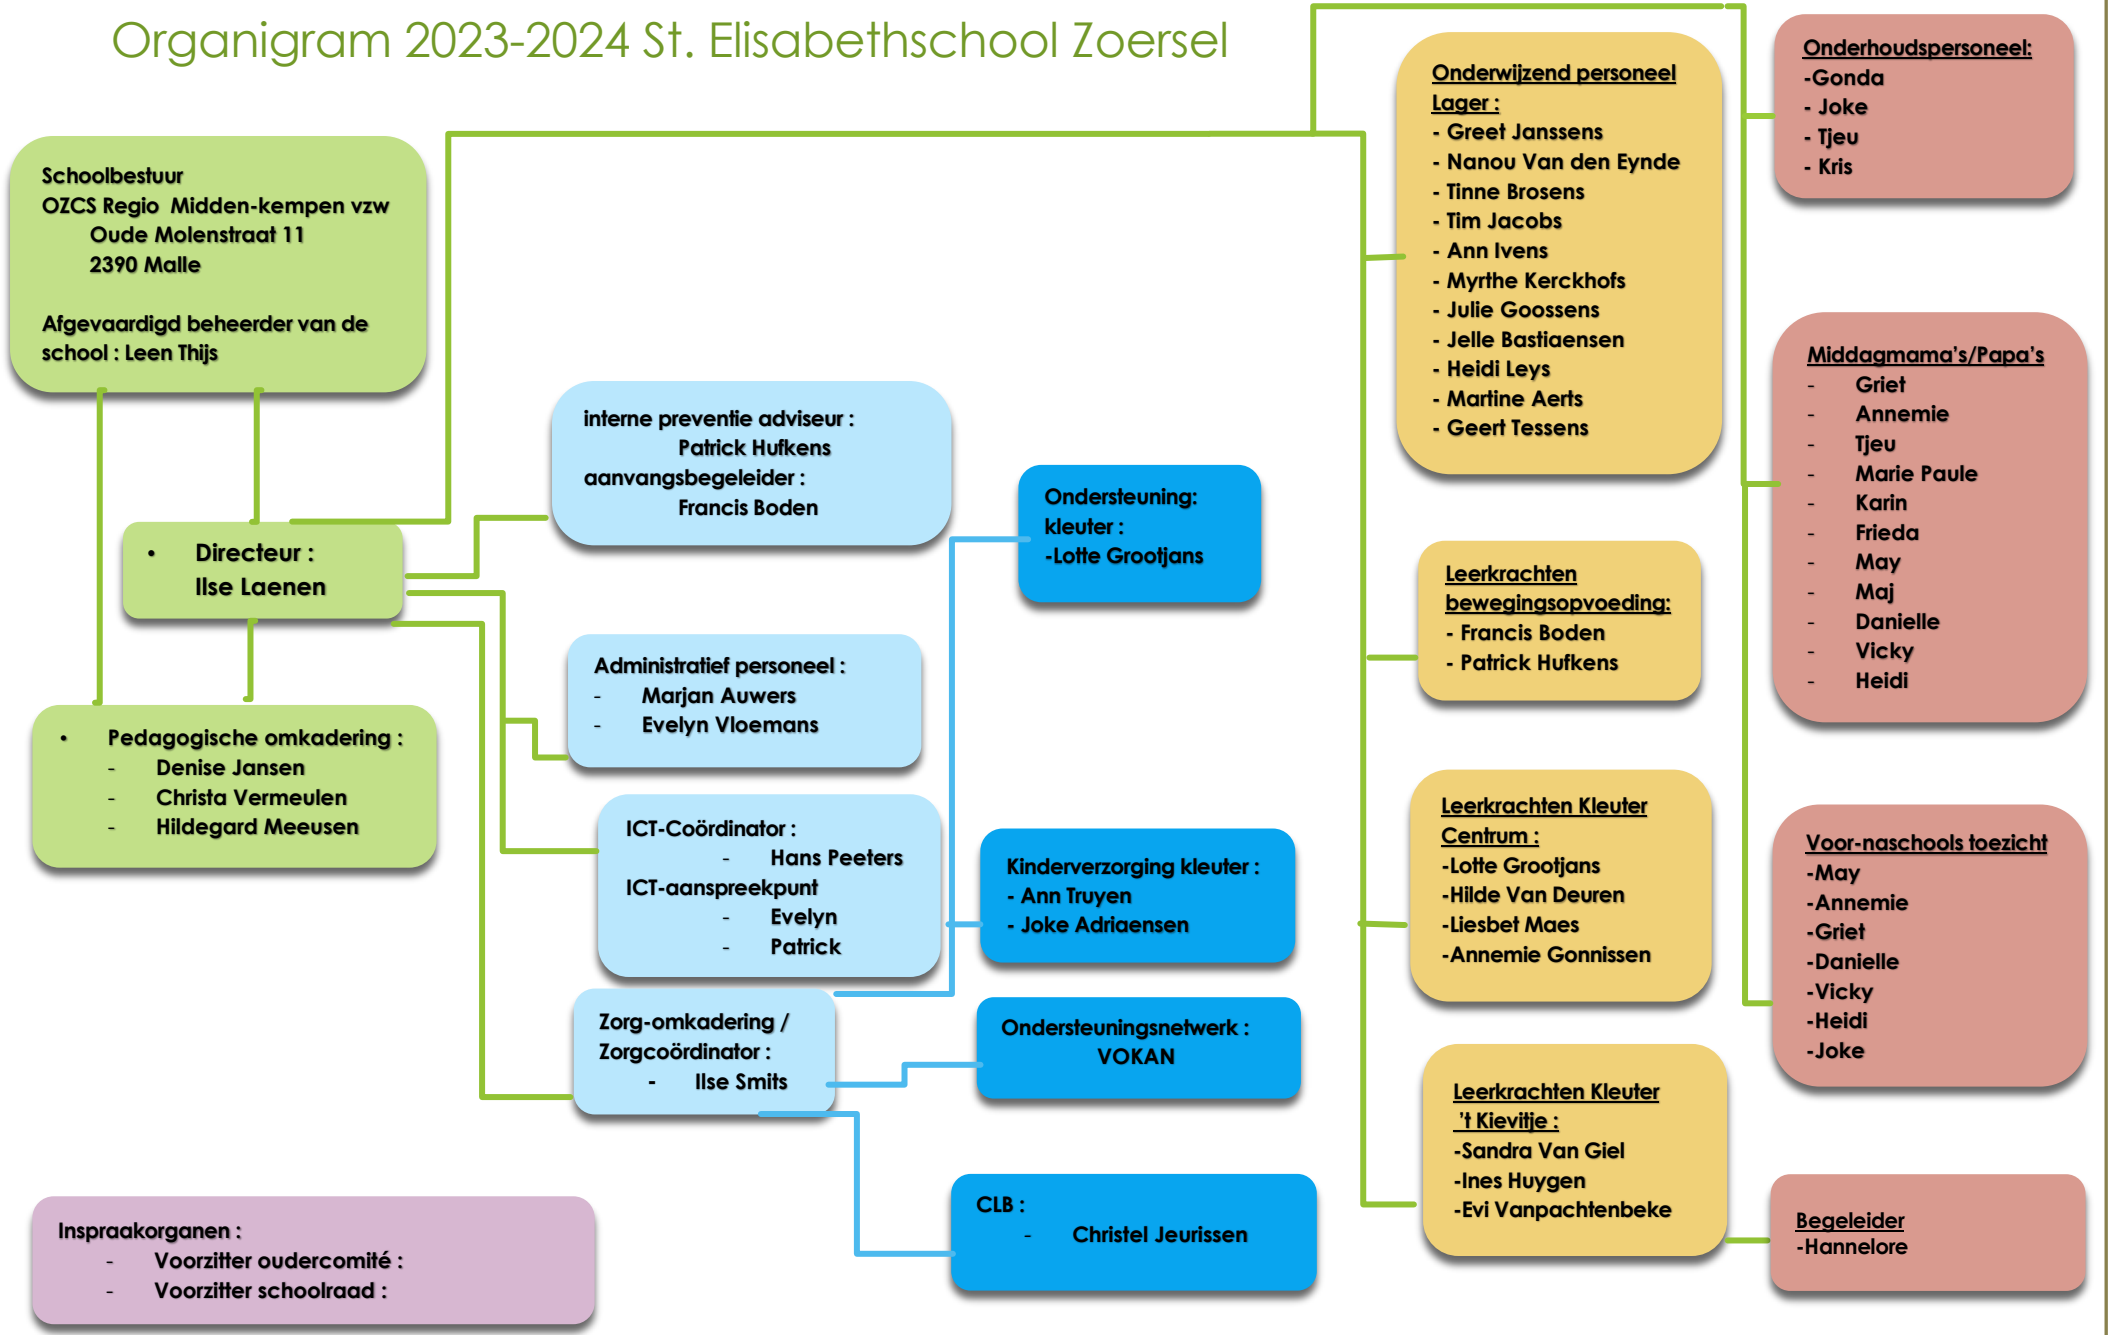 Organigram 2023-2024 St. Elisabethschool Zoersel
Schoolbestuur
OZCS Regio Midden-kempen vzw
Oude Molenstraat 11
2390 Malle
Afgevaardigd beheerder van de
school : Leen Thijs
• Directeur :
Ilse Laenen
• Pedagogische omkadering :
- Denise Jansen
- Christa Vermeulen
- Hildegard Meeusen
Inspraakorganen :
- Voorzitter oudercomité :
- Voorzitter schoolraad :
interne preventie adviseur :
Patrick Hufkens
aanvangsbegeleider :
Francis Boden
Administratief personeel :
- Marjan Auwers
- Evelyn Vloemans
ICT-Coördinator :
- Hans Peeters
ICT-aanspreekpunt
- Evelyn
- Patrick
Zorg-omkadering /
Zorgcoördinator :
- Ilse Smits
Ondersteuning:
kleuter :
-Lotte Grootjans
Kinderverzorging kleuter :
- Ann Truyen
- Joke Adriaensen
Ondersteuningsnetwerk :
VOKAN
CLB :
- Christel Jeurissen
Onderwijzend personeel
Lager :
- Greet Janssens
- Nanou Van den Eynde
- Tinne Brosens
- Tim Jacobs
- Ann Ivens
- Myrthe Kerckhofs
- Julie Goossens
- Jelle Bastiaensen
- Heidi Leys
- Martine Aerts
- Geert Tessens
Leerkrachten
bewegingsopvoeding:
- Francis Boden
- Patrick Hufkens
Leerkrachten Kleuter
Centrum :
-Lotte Grootjans
-Hilde Van Deuren
-Liesbet Maes
-Annemie Gonnissen
Leerkrachten Kleuter
't Kievitje :
-Sandra Van Giel
-Ines Huygen
-Evi Vanpachtenbeke
Onderhoudspersoneel:
-Gonda
- Joke
- Tjeu
- Kris
Middagmama's/Papa's
- Griet
- Annemie
- Tjeu
- Marie Paule
- Karin
- Frieda
- May
- Maj
- Danielle
- Vicky
- Heidi
Voor-naschools toezicht
-May
-Annemie
-Griet
-Danielle
-Vicky
-Heidi
-Joke
Begeleider
-Hannelore